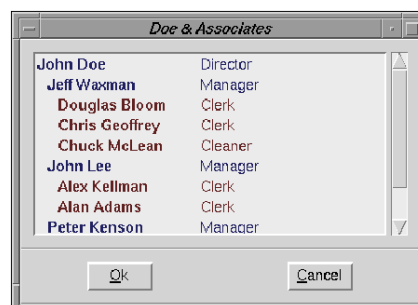 Doe & Associates
John Doe Director
Jeff Waxman Manager
Douglas Bloom Clerk
Chris Geoffrey Clerk
Chuck McLean Cleaner
John Lee Manager
Alex Kellman Clerk
Alan Adams Clerk
Peter Kenson Manager
Ok Cancel